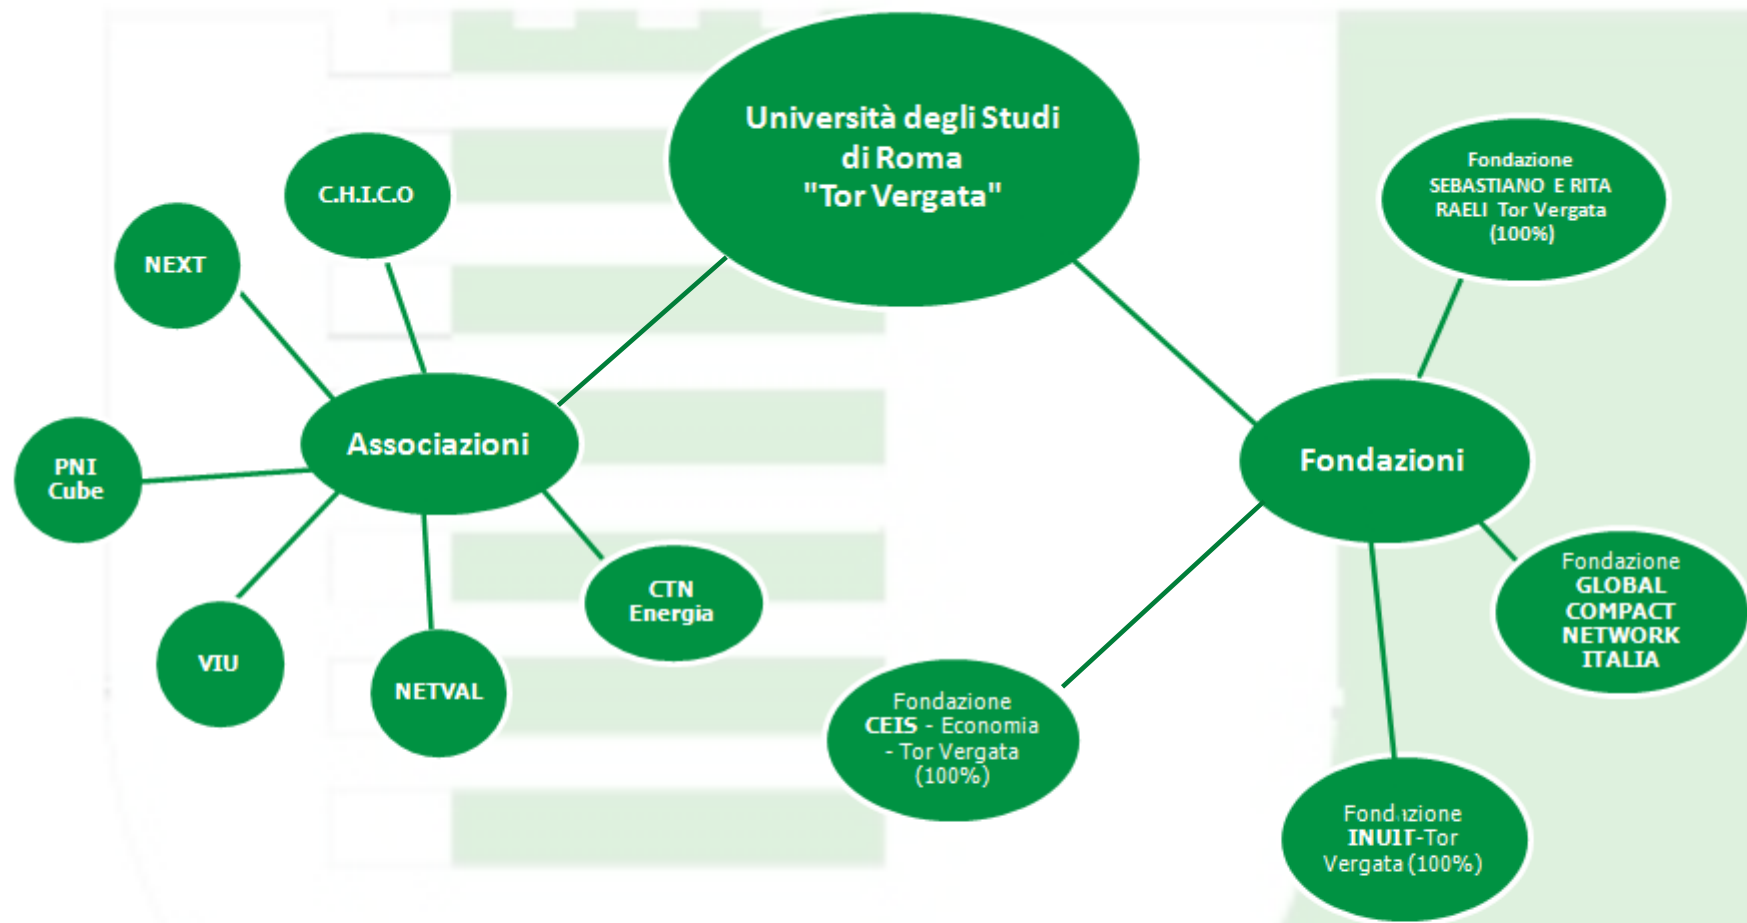 Università degli Studi
di Roma
"Tor Vergata"
C.H.I.C.O
NEXT
Associazioni
PNI
Cube
VIU
NETVAL
CTN
Energia
Fondazione
SEBASTIANO E RITA
RAELI Tor Vergata
(100%)
Fondazioni
Fondazione
GLOBAL
COMPACT
NETWORK
ITALIA
Fondazione
CEIS - Economia
- Tor Vergata
(100%)
Fondazione
INUIT-Tor
Vergata (100%)